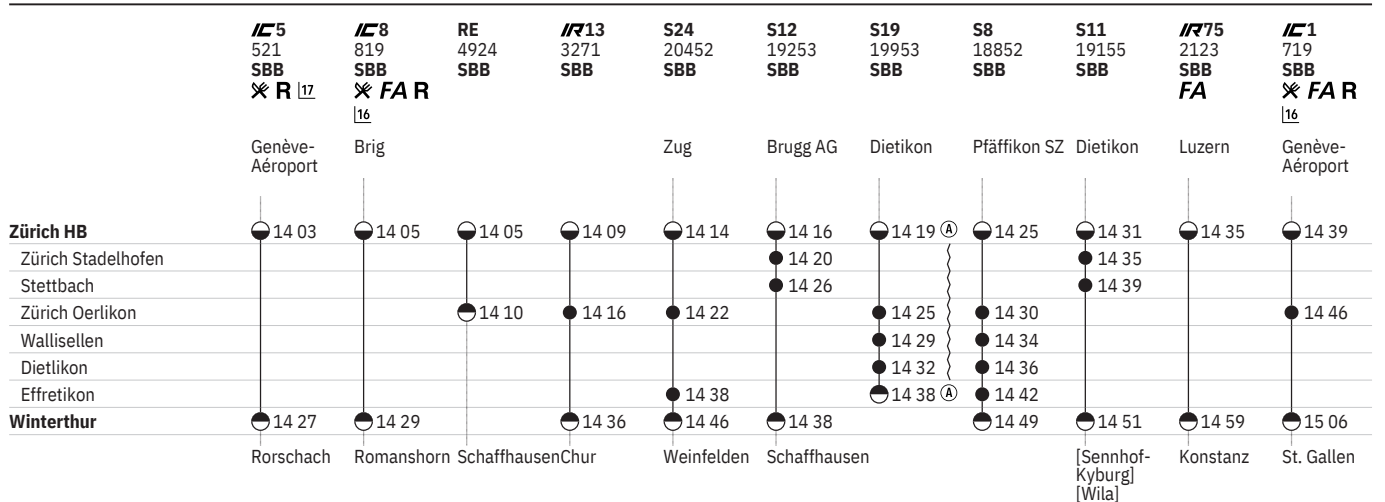 IC5 IC8 RE IR13 S24 S12 S19 S8 S11 IR75 IC1
521 819 4924 3271 20452 19253 19953 18852 19155 2123 719
SBB SBB SBB SBB SBB SBB SBB SBB SBB SBB SBB
R 17 FA R FA FA R
16 16
Genève- Brig Zug Brugg AG Dietikon Pfäffikon SZ Dietikon Luzern Genève-
Aéroport Aéroport
Zürich HB 14 03 14 05 14 05 14 09 14 14 14 16 14 19 A 14 25 14 31 14 35 14 39
Zürich Stadelhofen 14 20 14 35
Stettbach 14 26 14 39
Zürich Oerlikon 14 10 14 16 14 22 14 25 14 30 14 46
Wallisellen 14 29 14 34
Dietlikon 14 32 14 36
Effretikon 14 38 14 38 A 14 42
Winterthur 14 27 14 29 14 36 14 46 14 38 14 49 14 51 14 59 15 06
Rorschach Romanshorn Schaffhausen Chur Weinfelden Schaffhausen [Sennhof- Konstanz St. Gallen
Kyburg]
[Wila]